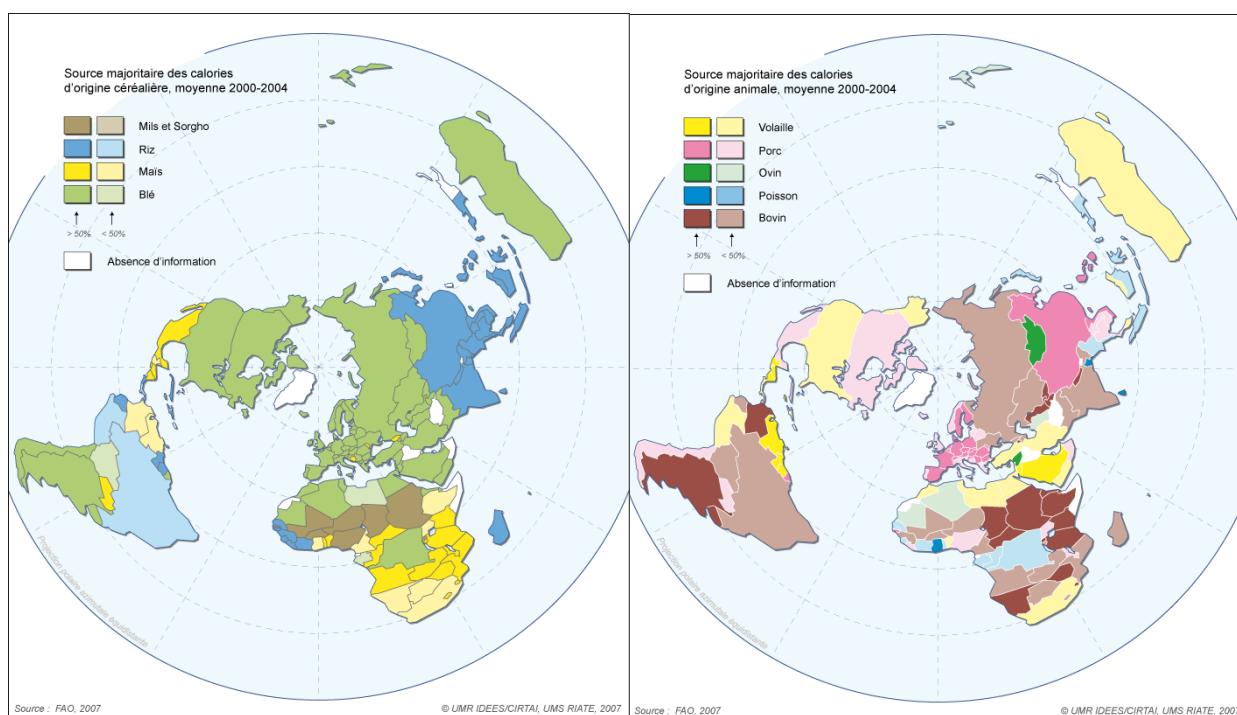 Source majoritaire des calories
d'origine céréalière, moyenne 2000-2004
Mils et Sorgho
Riz
Maïs
Blé
> 50% < 50%
Absence d'information
Projection polaire azimutale équidistante
Source : FAO, 2007
© UMR IDEES/CIRTAI, UMS RIATE, 2007
Source majoritaire des calories
d'origine animale, moyenne 2000-2004
Volaille
Porc
Ovin
Poisson
Bovin
> 50% < 50%
Absence d'information
Projection polaire azimutale équidistante
Source : FAO, 2007
© UMR IDEES/CIRTAI, UMS RIATE, 2007